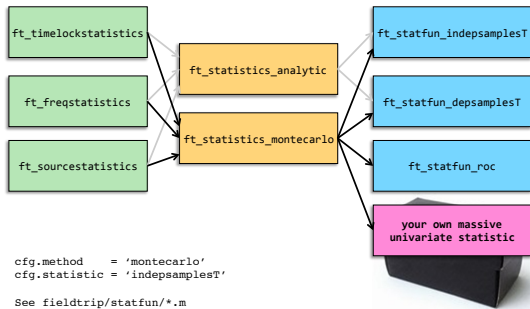 ft_timelockstatistics
ft_freqstatistics
ft_sourcestatistics
ft_statistics_analytic
ft_statistics_montecarlo
ft_statfun_indepsamplesT
ft_statfun_depsamplesT
ft_statfun_roc
your own massive
univariate statistic
cfg.method    = ‘montecarlo’
cfg.statistic = ‘indepsamplesT’
See fieldtrip/statfun/*.m